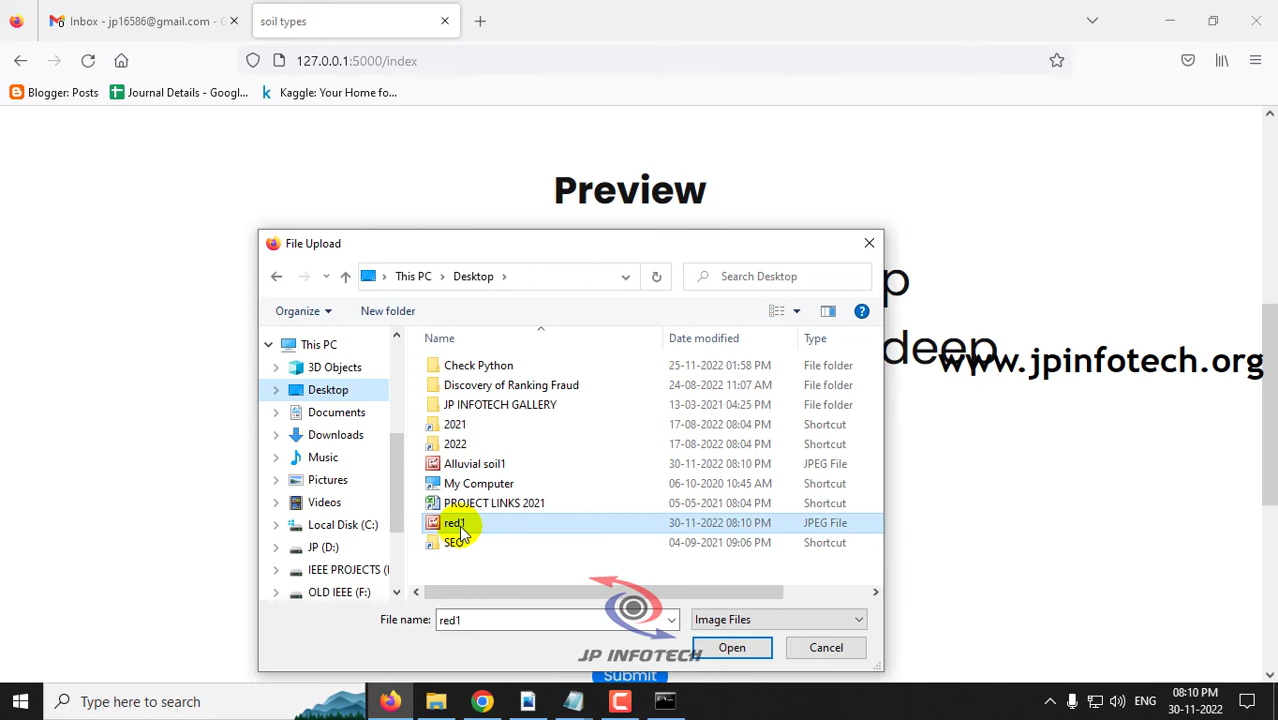 Inbox - jp16586@gmail.com - G
soil types
127.0.0.1:5000/index
Blogger: Posts
Journal Details - Googl...
Kaggle: Your Home fo...
Preview
p
deep
www.jpinfotech.org
File Upload
This PC > Desktop >
Search Desktop
Organize
New folder
Name
Date modified
Type
This PC
3D Objects
Desktop
Documents
Downloads
Music
Pictures
Videos
Local Disk (C:)
JP (D:)
IEEE PROJECTS (
OLD IEEE (F:)
Check Python 25-11-2022 01:58 PM File folder
Discovery of Ranking Fraud 24-08-2022 11:07 AM File folder
JP INFOTECH GALLERY 13-03-2021 04:25 PM File folder
2021 17-08-2022 08:04 PM Shortcut
2022 17-08-2022 08:04 PM Shortcut
Alluvial soil1 30-11-2022 08:10 PM JPEG File
My Computer 06-10-2020 10:45 AM Shortcut
PROJECT LINKS 2021 05-05-2021 08:04 PM Shortcut
red1 30-11-2022 08:10 PM JPEG File
SEO 04-09-2021 09:06 PM Shortcut
File name: red1
Image Files
Open
Cancel
JP INFOTECH
Submit
Type here to search
ENG
08:10 PM
30-11-2022